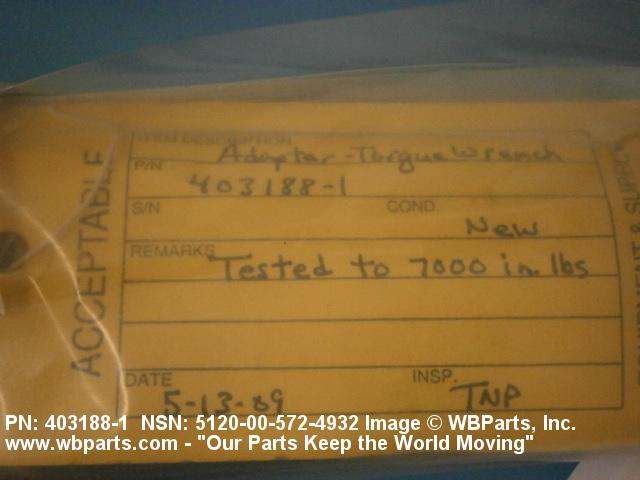 ACCEPTABLE
ITEM DESCRIPTION
Adapter - Torque Wrench
P/N
403188-1
S/N
COND.
New
REMARKS
Tested to 7000 in. lbs
DATE
5-13-09
INSP.
TNP
& SUPPLY
PN: 403188-1 NSN: 5120-00-572-4932 Image © WBParts, Inc.
www.wbparts.com - "Our Parts Keep the World Moving"